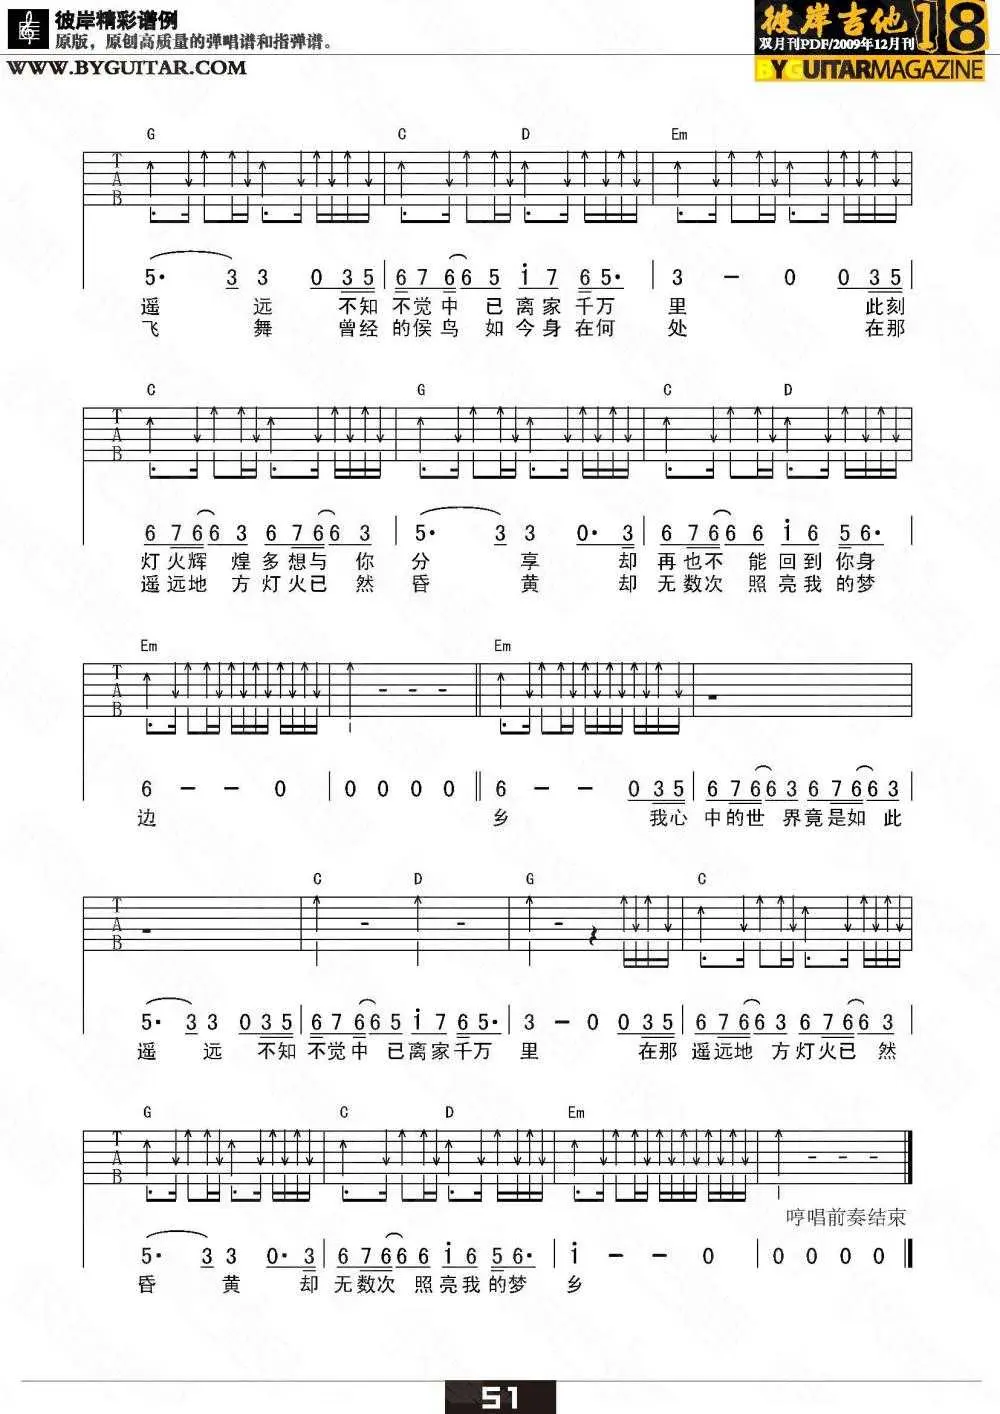 彼岸精彩谱例
原版，原创高质量的弹唱谱和指弹谱。
WWW.BYGUITAR.COM
彼岸吉他 18
双月刊PDF/2009年12月刊
BYGUITARMAGAZINE
G C D Em
T
A
B
5· 3 3 0 3 5 | 6 7 6 6 5 i 7 6 5· | 3 - 0 0 3 5
遥 远 不知 不觉中 已离家千万 里 此刻
飞 舞 曾经 的侯鸟 如今身在何 处 在那
C G C D
T
A
B
6 7 6 6 3 6 7 6 6 3 | 5· 3 3 0· 3 | 6 7 6 6 6 i 6 5 6·
灯火辉 煌多想与 你 分 享 却 再也不 能回到你身
遥远地 方灯火已 然 昏 黄 却 无数次 照亮我的梦
Em Em
T
A
B
6 - - 0 | 0 0 0 0 || 6 - - 0 3 5 | 6 7 6 6 3 6 7 6 6 3
边 乡 我心 中的世 界竟是如 此
C D G C
T
A
B
5· 3 3 0 3 5 | 6 7 6 6 5 i 7 6 5· | 3 - 0 0 3 5 | 6 7 6 6 3 6 7 6 6 3
遥 远 不知 不觉中 已离家千万 里 在那 遥远地 方灯火已 然
G C D Em
T
A
B
哼唱前奏结束
5· 3 3 0· 3 | 6 7 6 6 6 i 6 5 6· | i - - 0 | 0 0 0 0
昏 黄 却 无数次 照亮我的梦 乡
51